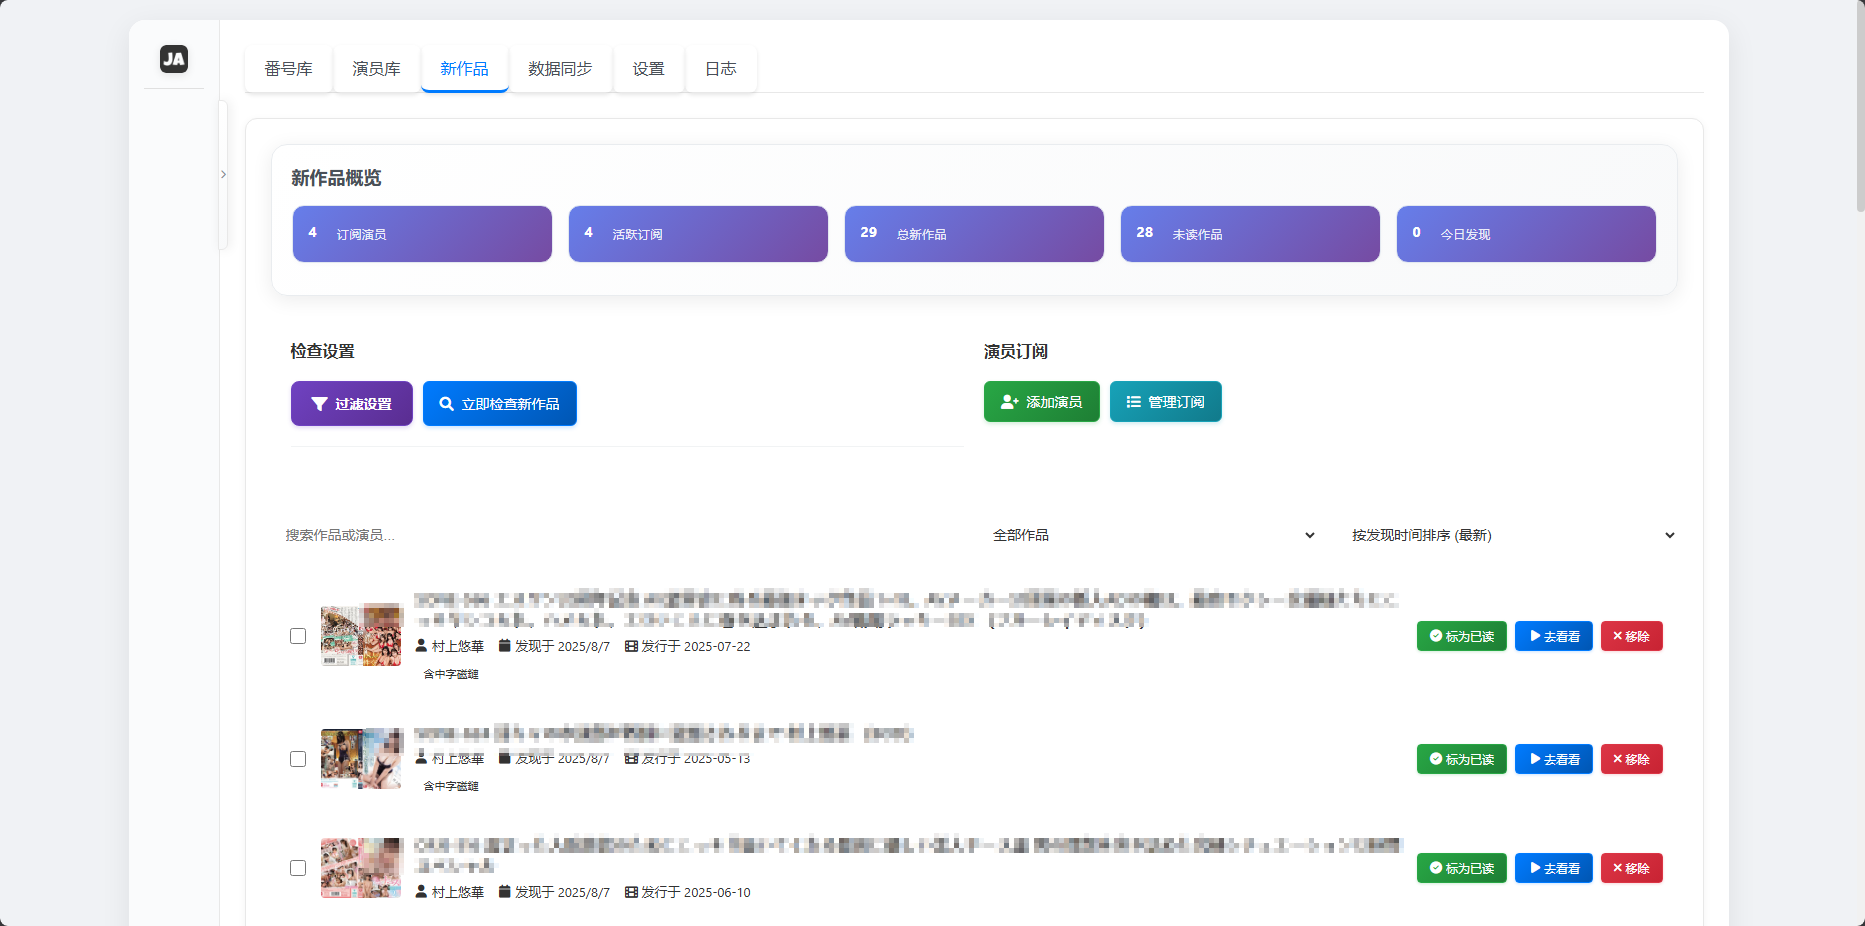 JA
番号库
演员库
新作品
数据同步
设置
日志
新作品概览
4 订阅演员
4 活跃订阅
29 总新作品
28 未读作品
0 今日发现
检查设置
演员订阅
过滤设置
立即检查新作品
添加演员
管理订阅
搜索作品或演员...
全部作品
按发现时间排序 (最新)
村上悠華 发现于 2025/8/7 发行于 2025-07-22
含中字磁链
标为已读 去看看 移除
村上悠華 发现于 2025/8/7 发行于 2025-05-13
含中字磁链
标为已读 去看看 移除
村上悠華 发现于 2025/8/7 发行于 2025-06-10
标为已读 去看看 移除